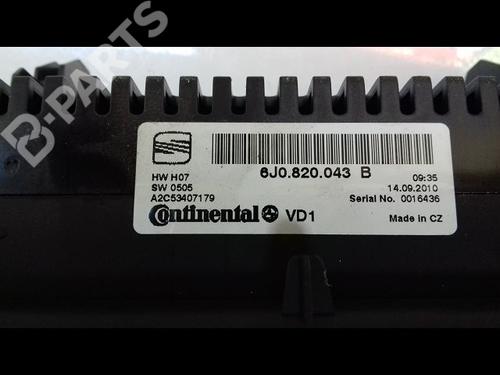 B-PARTS
6J0.820.043 B
HW H07
09:35
SW 0505
14.09.2010
A2C53407179
Serial No. 0016436
Continental VD1
Made in CZ